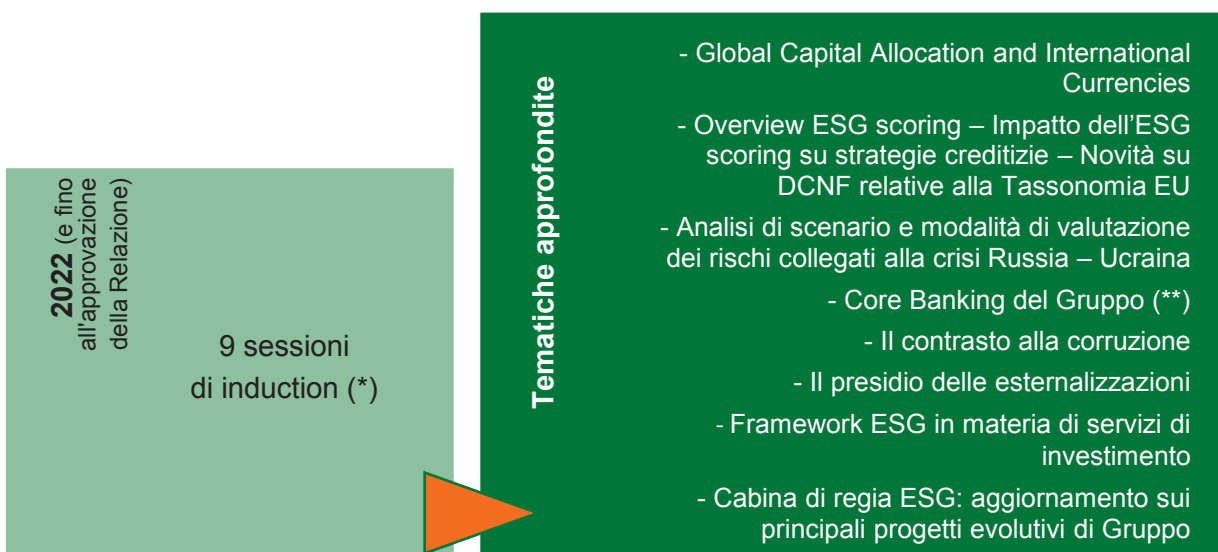 2022 (e fino
all'approvazione
della Relazione)
9 sessioni
di induction (*)
Tematiche approfondite
- Global Capital Allocation and International
Currencies
- Overview ESG scoring – Impatto dell'ESG
scoring su strategie creditizie – Novità su
DCNF relative alla Tassonomia EU
- Analisi di scenario e modalità di valutazione
dei rischi collegati alla crisi Russia – Ucraina
- Core Banking del Gruppo (**)
- Il contrasto alla corruzione
- Il presidio delle esternalizzazioni
- Framework ESG in materia di servizi di
investimento
- Cabina di regia ESG: aggiornamento sui
principali progetti evolutivi di Gruppo